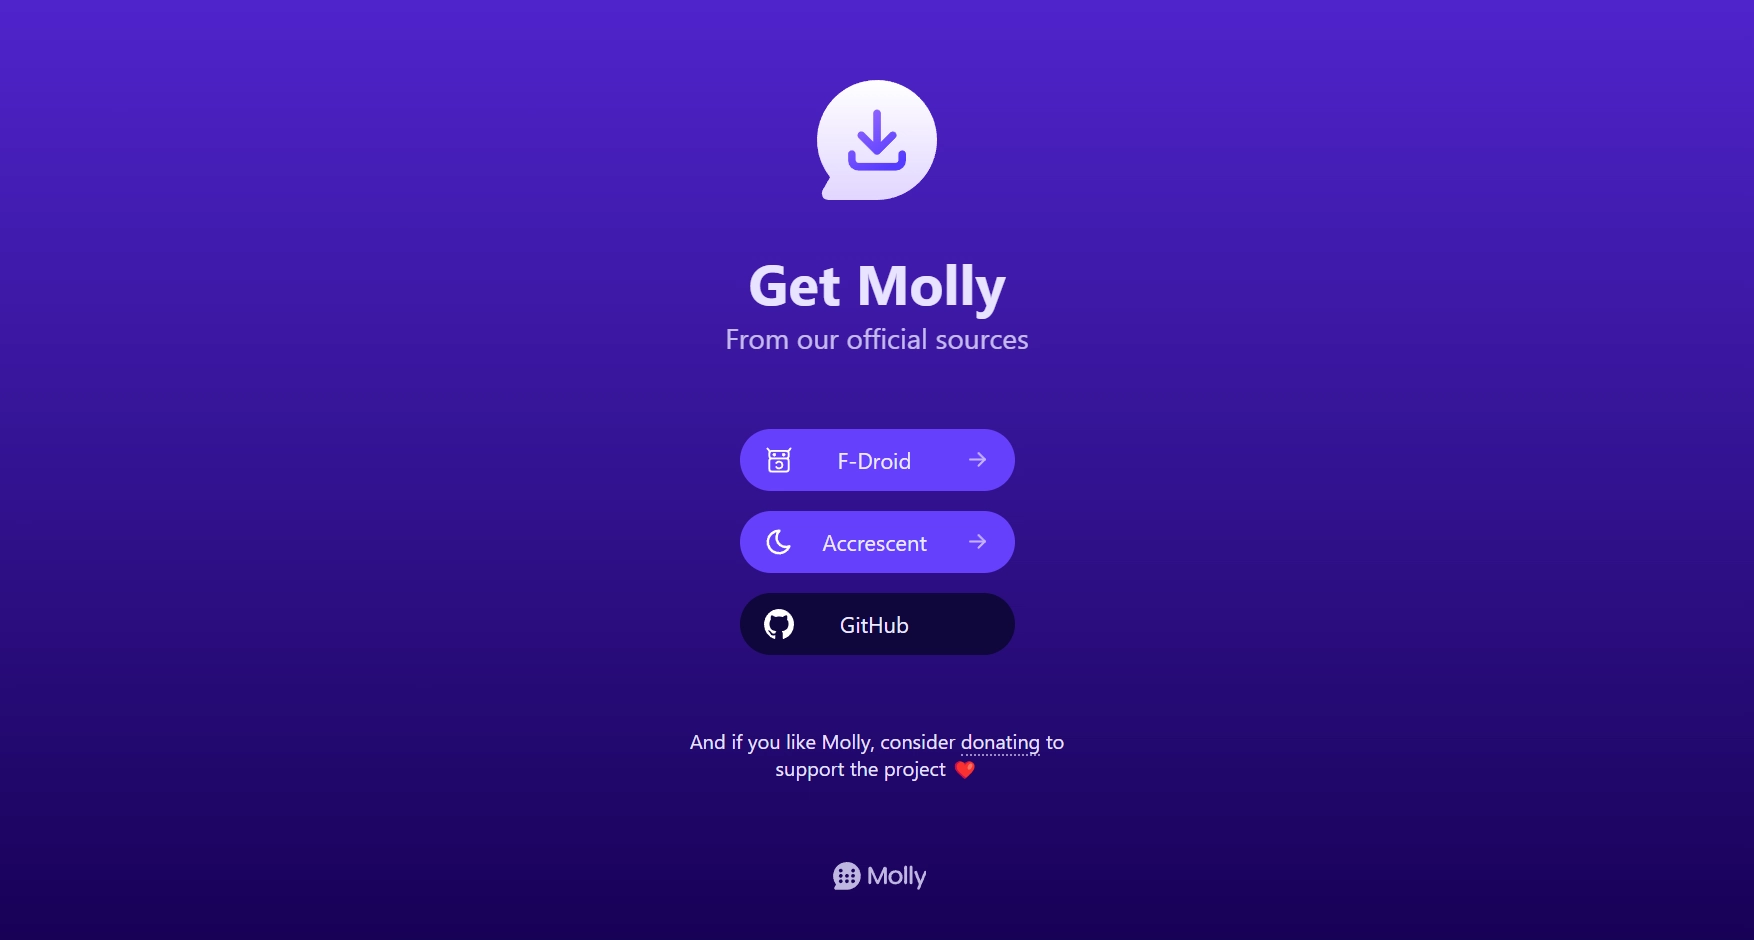 Get Molly
From our official sources
F-Droid
Accrescent
GitHub
And if you like Molly, consider donating to
support the project ❤️
Molly